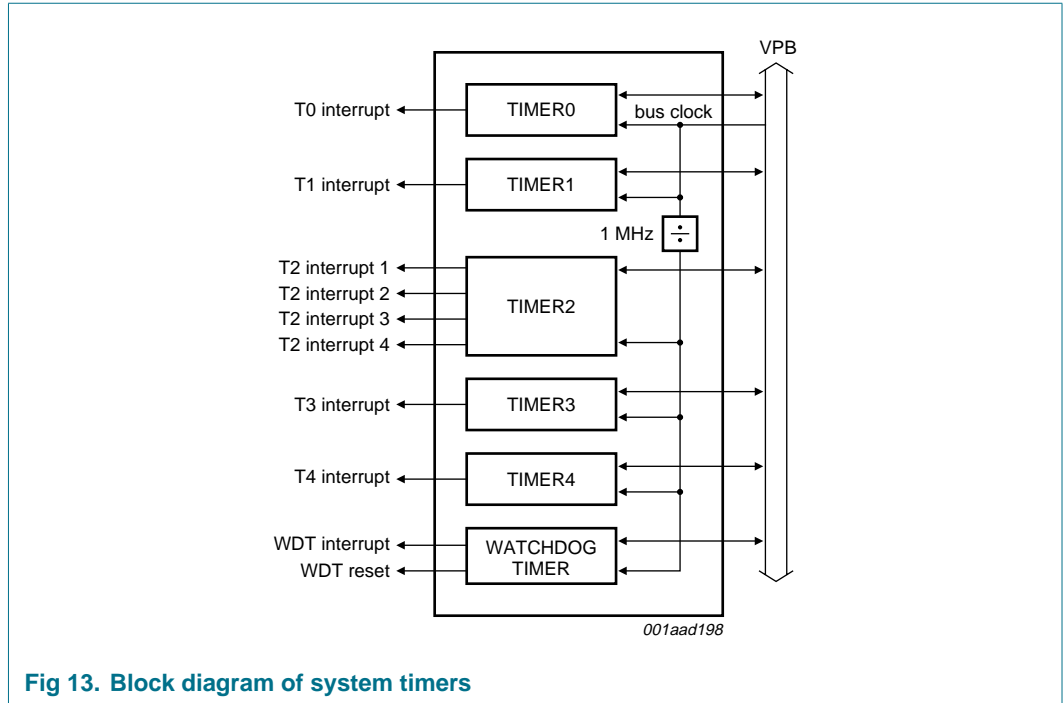 VPB
T0 interrupt
TIMER0
bus clock
T1 interrupt
TIMER1
1 MHz
T2 interrupt 1
T2 interrupt 2
T2 interrupt 3
T2 interrupt 4
TIMER2
T3 interrupt
TIMER3
T4 interrupt
TIMER4
WDT interrupt
WDT reset
WATCHDOG
TIMER
001aad198
Fig 13. Block diagram of system timers